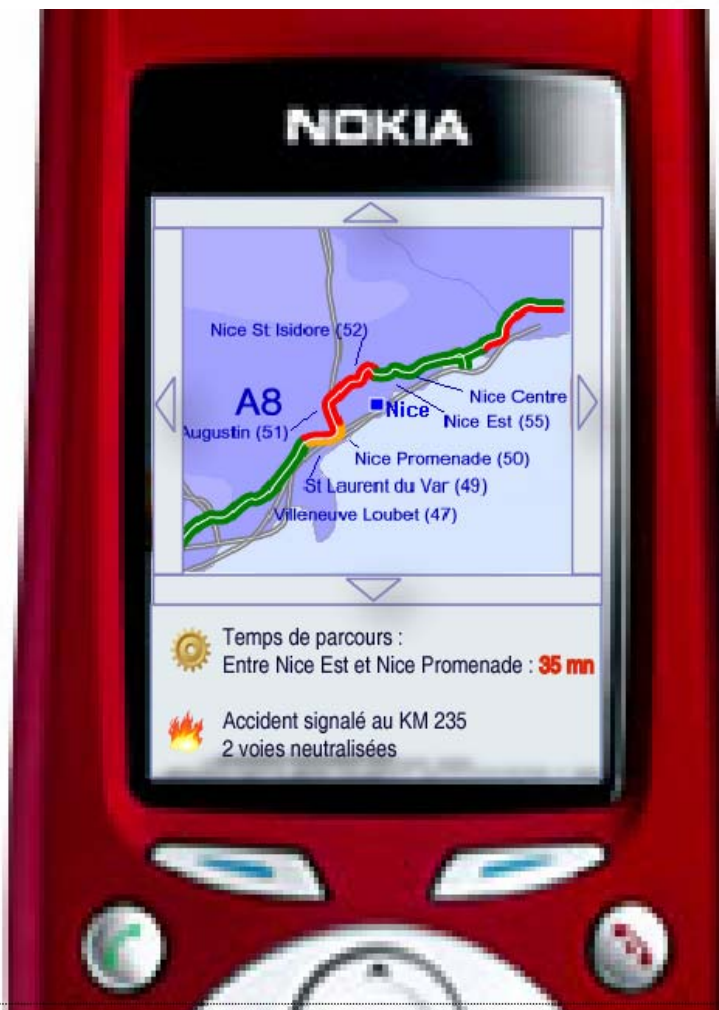 NOKIA
Nice St Isidore (52)
A8
Nice
Nice Centre
Nice Est (55)
Augustin (51)
Nice Promenade (50)
St Laurent du Var (49)
Villeneuve Loubet (47)
Temps de parcours :
Entre Nice Est et Nice Promenade : 35 mn
Accident signalé au KM 235
2 voies neutralisées